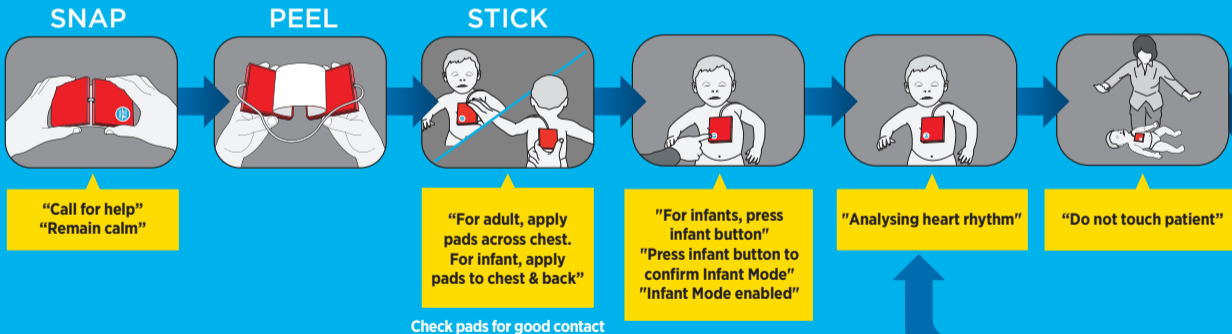 SNAP
PEEL
STICK
“Call for help”
“Remain calm”
“For adult, apply
pads across chest.
For infant, apply
pads to chest & back”
Check pads for good contact
"For infants, press
infant button"
"Press infant button to
confirm Infant Mode"
"Infant Mode enabled"
"Analysing heart rhythm"
“Do not touch patient”